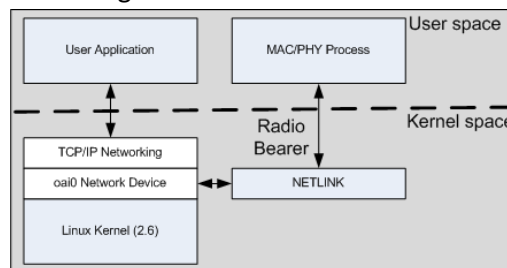 User space
User Application
MAC/PHY Process
Kernel space
Radio
Bearer
TCP/IP Networking
oai0 Network Device
NETLINK
Linux Kernel (2.6)